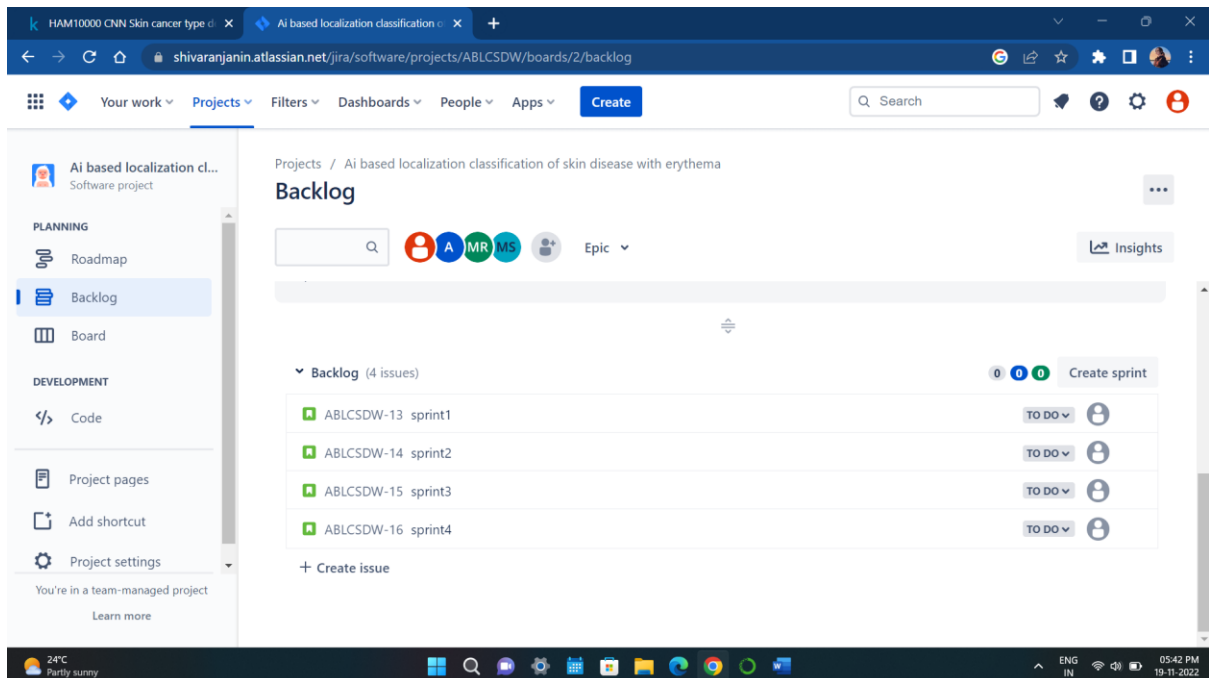 HAM10000 CNN Skin cancer type d
Ai based localization classification o
shivaranjanin.atlassian.net/jira/software/projects/ABLCSDW/boards/2/backlog
Your work Projects Filters Dashboards People Apps Create Search
Ai based localization cl...
Software project
PLANNING
Roadmap
Backlog
Board
DEVELOPMENT
Code
Project pages
Add shortcut
Project settings
You're in a team-managed project
Learn more
Projects / Ai based localization classification of skin disease with erythema
Backlog
A MR MS Epic
Insights
Backlog (4 issues) 0 0 0 Create sprint
ABLCSDW-13 sprint1 TO DO
ABLCSDW-14 sprint2 TO DO
ABLCSDW-15 sprint3 TO DO
ABLCSDW-16 sprint4 TO DO
+ Create issue
24°C
Partly sunny
ENG
IN
05:42 PM
19-11-2022